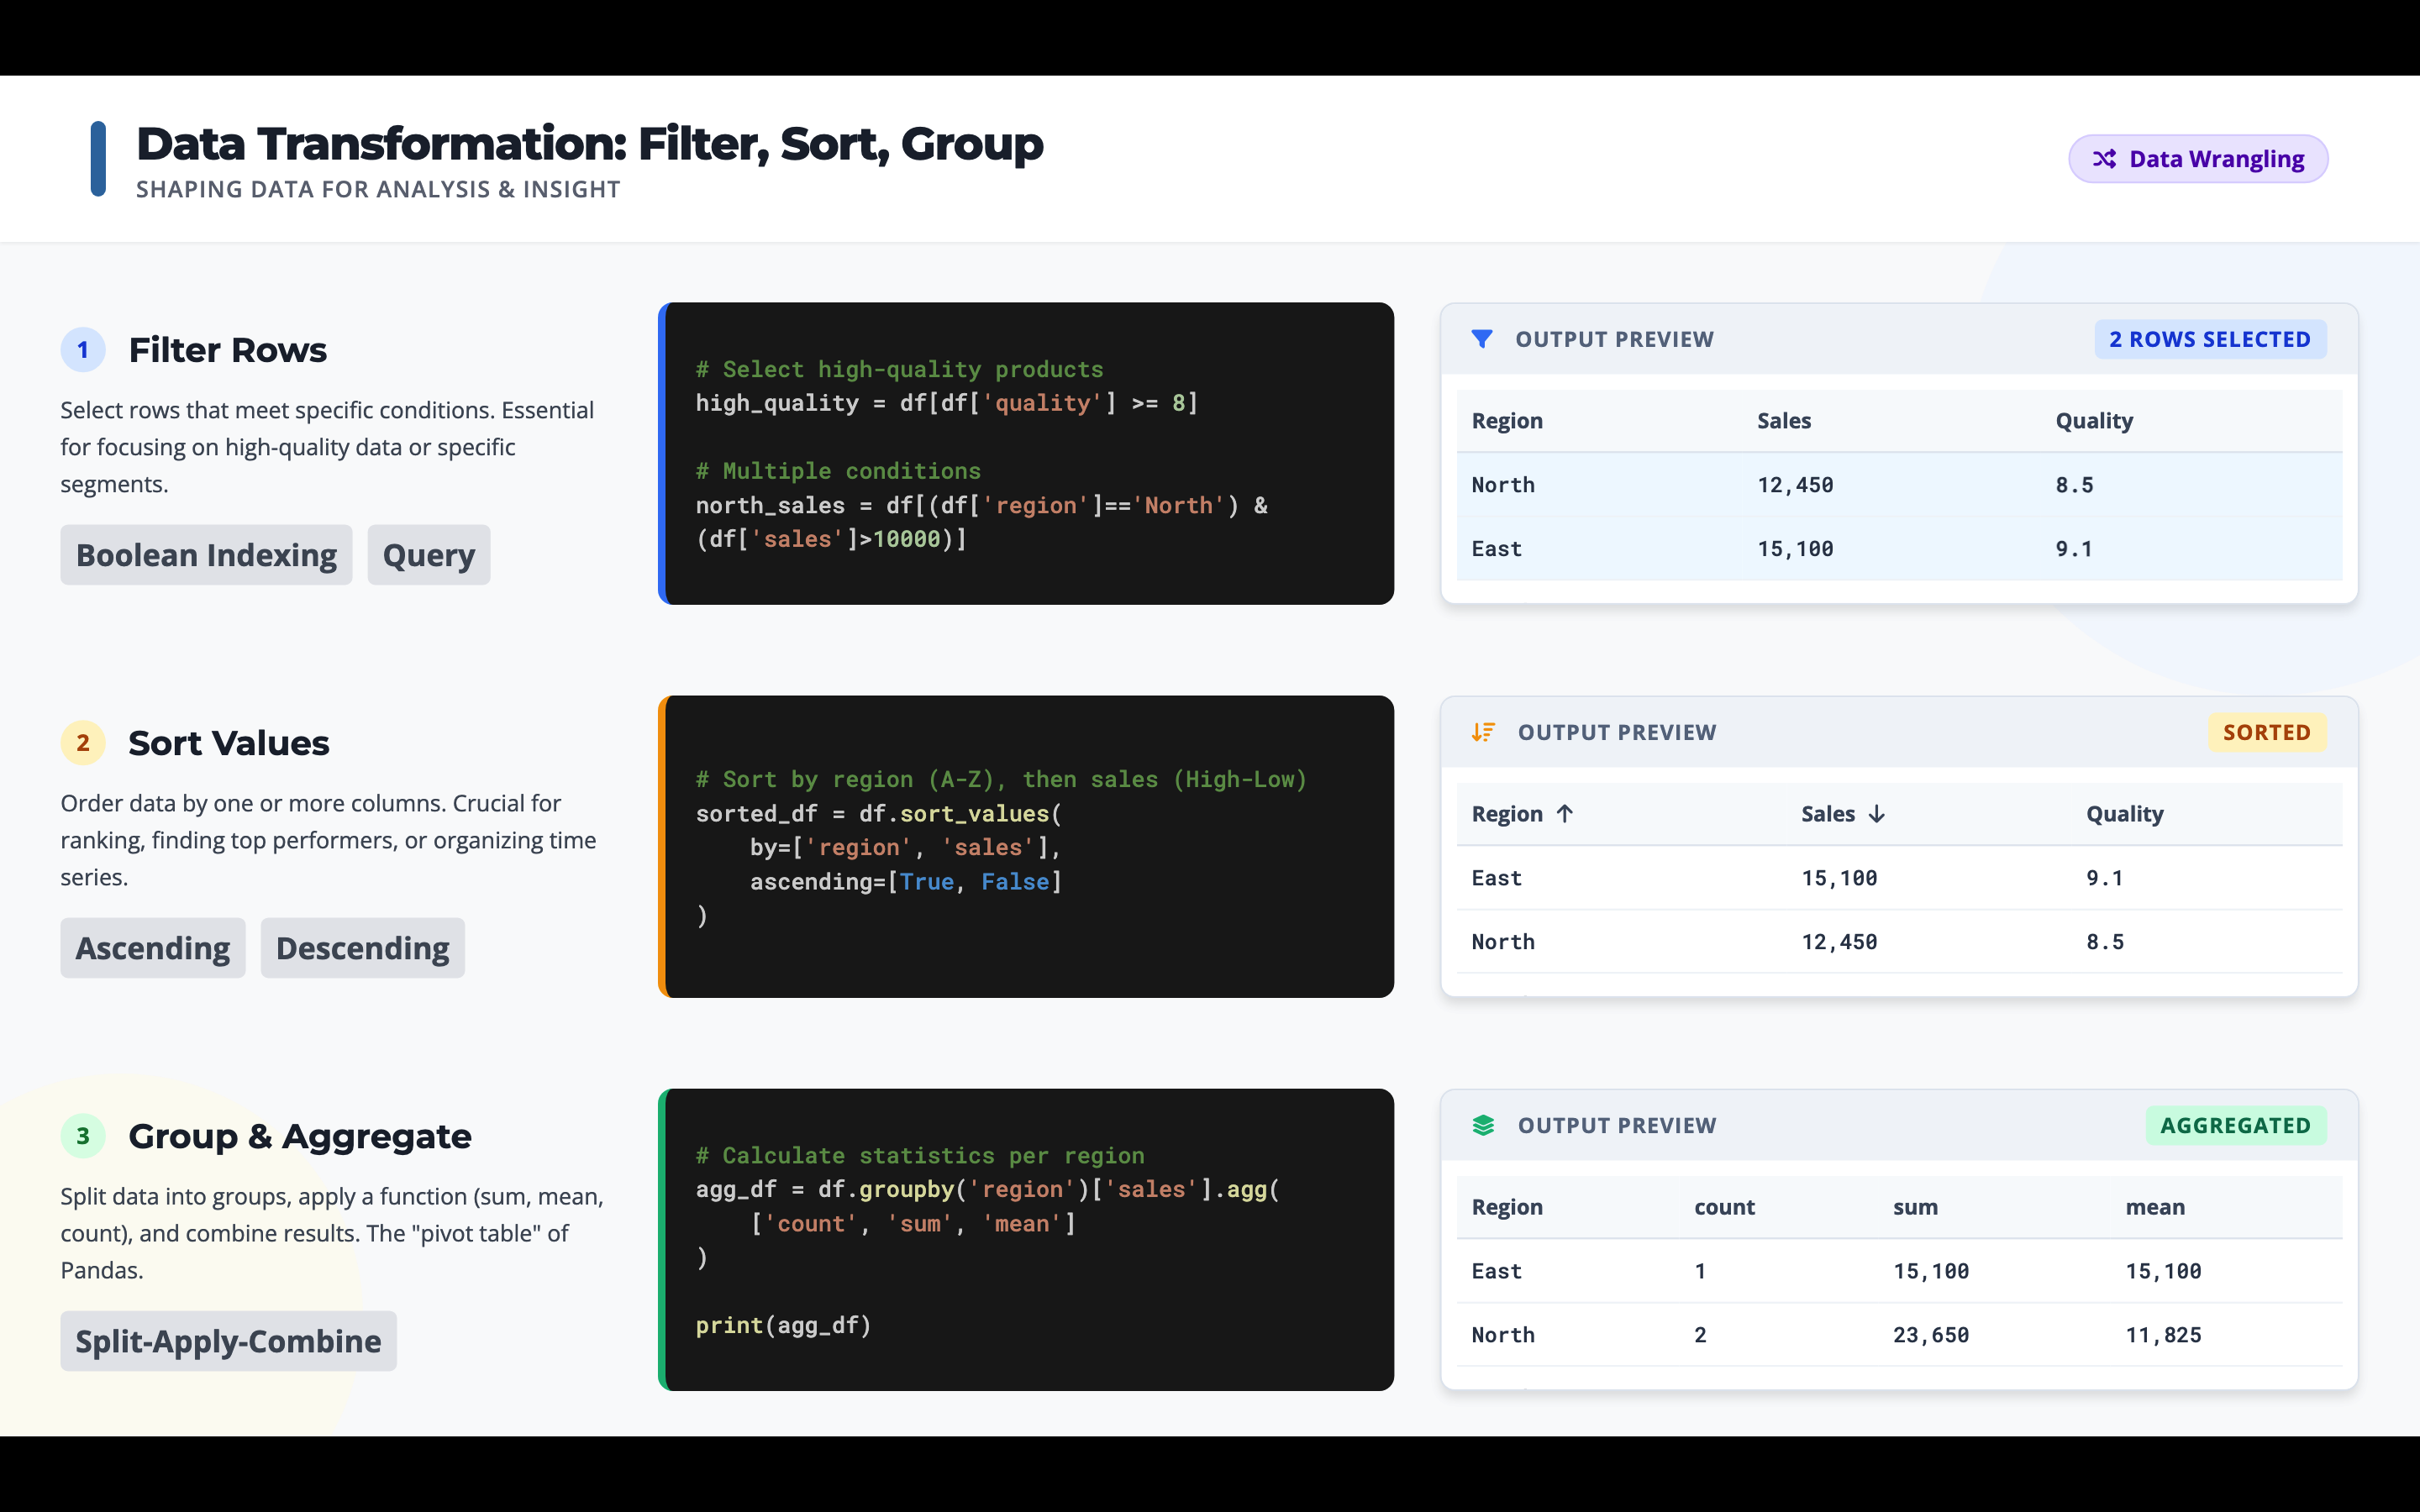 Data Transformation: Filter, Sort, Group
SHAPING DATA FOR ANALYSIS & INSIGHT
Data Wrangling
1 Filter Rows
Select rows that meet specific conditions. Essential
for focusing on high-quality data or specific
segments.
Boolean Indexing Query
# Select high-quality products
high_quality = df[df['quality'] >= 8]
# Multiple conditions
north_sales = df[(df['region']=='North') &
(df['sales']>10000)]
OUTPUT PREVIEW 2 ROWS SELECTED
Region Sales Quality
North 12,450 8.5
East 15,100 9.1
2 Sort Values
Order data by one or more columns. Crucial for
ranking, finding top performers, or organizing time
series.
Ascending Descending
# Sort by region (A-Z), then sales (High-Low)
sorted_df = df.sort_values(
    by=['region', 'sales'],
    ascending=[True, False]
)
OUTPUT PREVIEW SORTED
Region ↑ Sales ↓ Quality
East 15,100 9.1
North 12,450 8.5
3 Group & Aggregate
Split data into groups, apply a function (sum, mean,
count), and combine results. The "pivot table" of
Pandas.
Split-Apply-Combine
# Calculate statistics per region
agg_df = df.groupby('region')['sales'].agg(
    ['count', 'sum', 'mean']
)
print(agg_df)
OUTPUT PREVIEW AGGREGATED
Region count sum mean
East 1 15,100 15,100
North 2 23,650 11,825